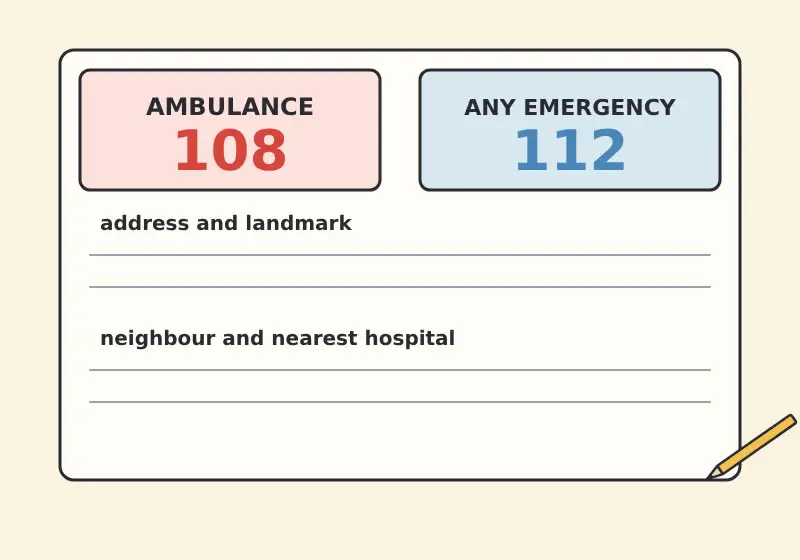 AMBULANCE
108
ANY EMERGENCY
112
address and landmark
neighbour and nearest hospital